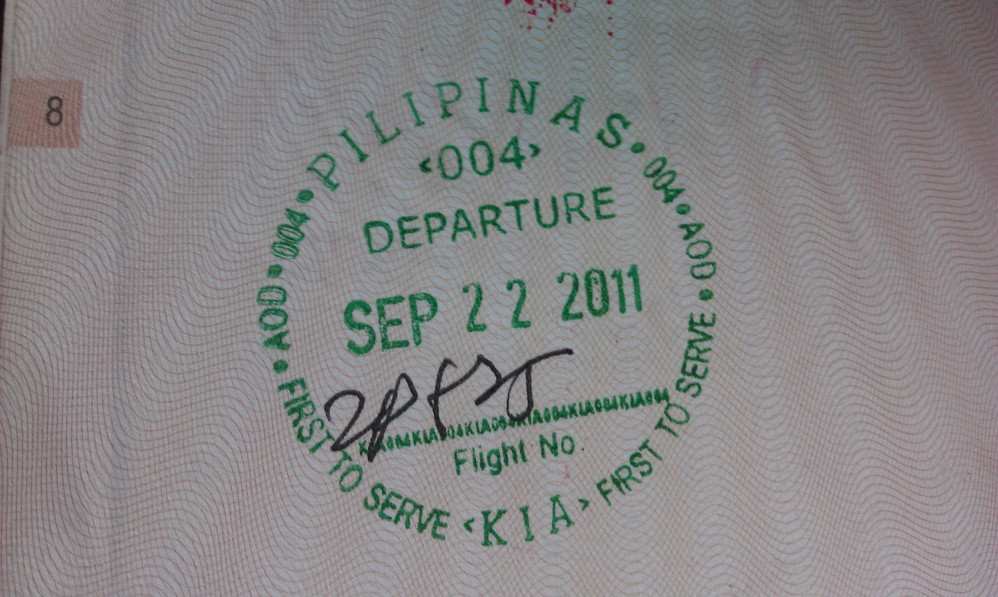 8
PILIPINAS • 004 • AOD • FIRST TO SERVE <KIA> FIRST TO SERVE • AOD • 004 •
<004>
DEPARTURE
SEP 22 2011
KIA004KIA004KIA004KIA004KIA004KIA004
Flight No.